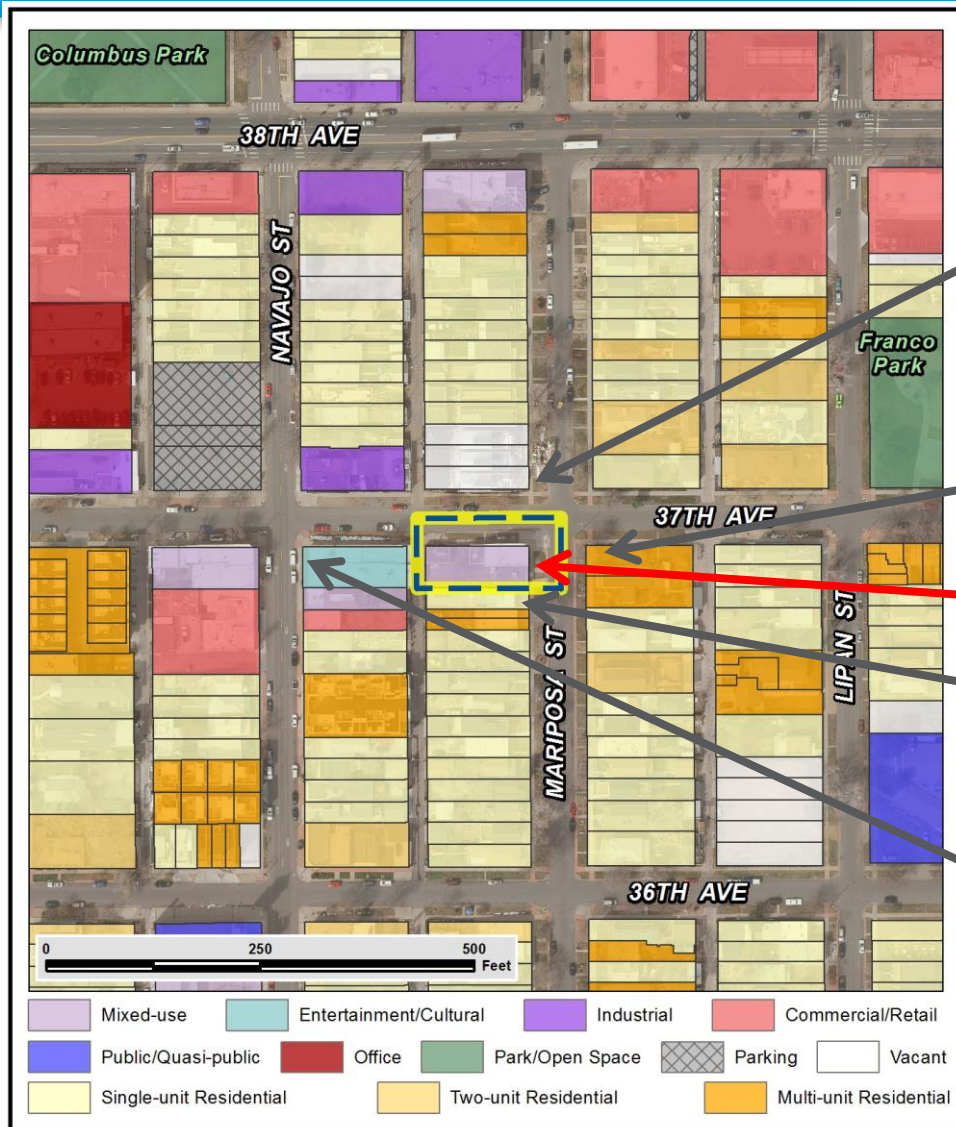 Columbus Park
38TH AVE
NAVAJO ST
Franco
Park
37TH AVE
MARIPOSA ST
LIPAN ST
36TH AVE
0 250 500
Feet
Mixed-use Entertainment/Cultural Industrial Commercial/Retail
Public/Quasi-public Office Park/Open Space Parking Vacant
Single-unit Residential Two-unit Residential Multi-unit Residential